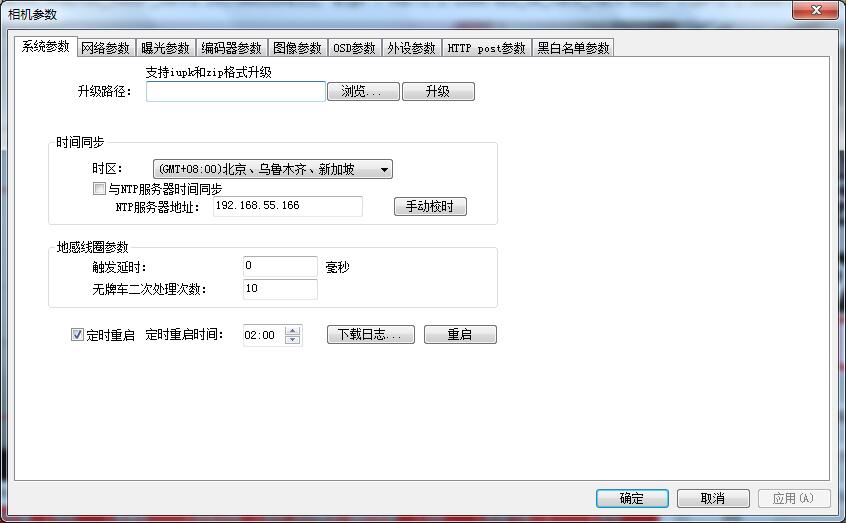 相机参数
系统参数 网络参数 曝光参数 编码器参数 图像参数 OSD参数 外设参数 HTTP post参数 黑白名单参数
支持iupk和zip格式升级
升级路径: 浏览... 升级
时间同步
时区: (GMT+08:00)北京、乌鲁木齐、新加坡
与NTP服务器时间同步
NTP服务器地址: 192.168.55.166 手动校时
地感线圈参数
触发延时: 0 毫秒
无牌车二次处理次数: 10
定时重启 定时重启时间: 02:00 下载日志... 重启
确定 取消 应用(A)